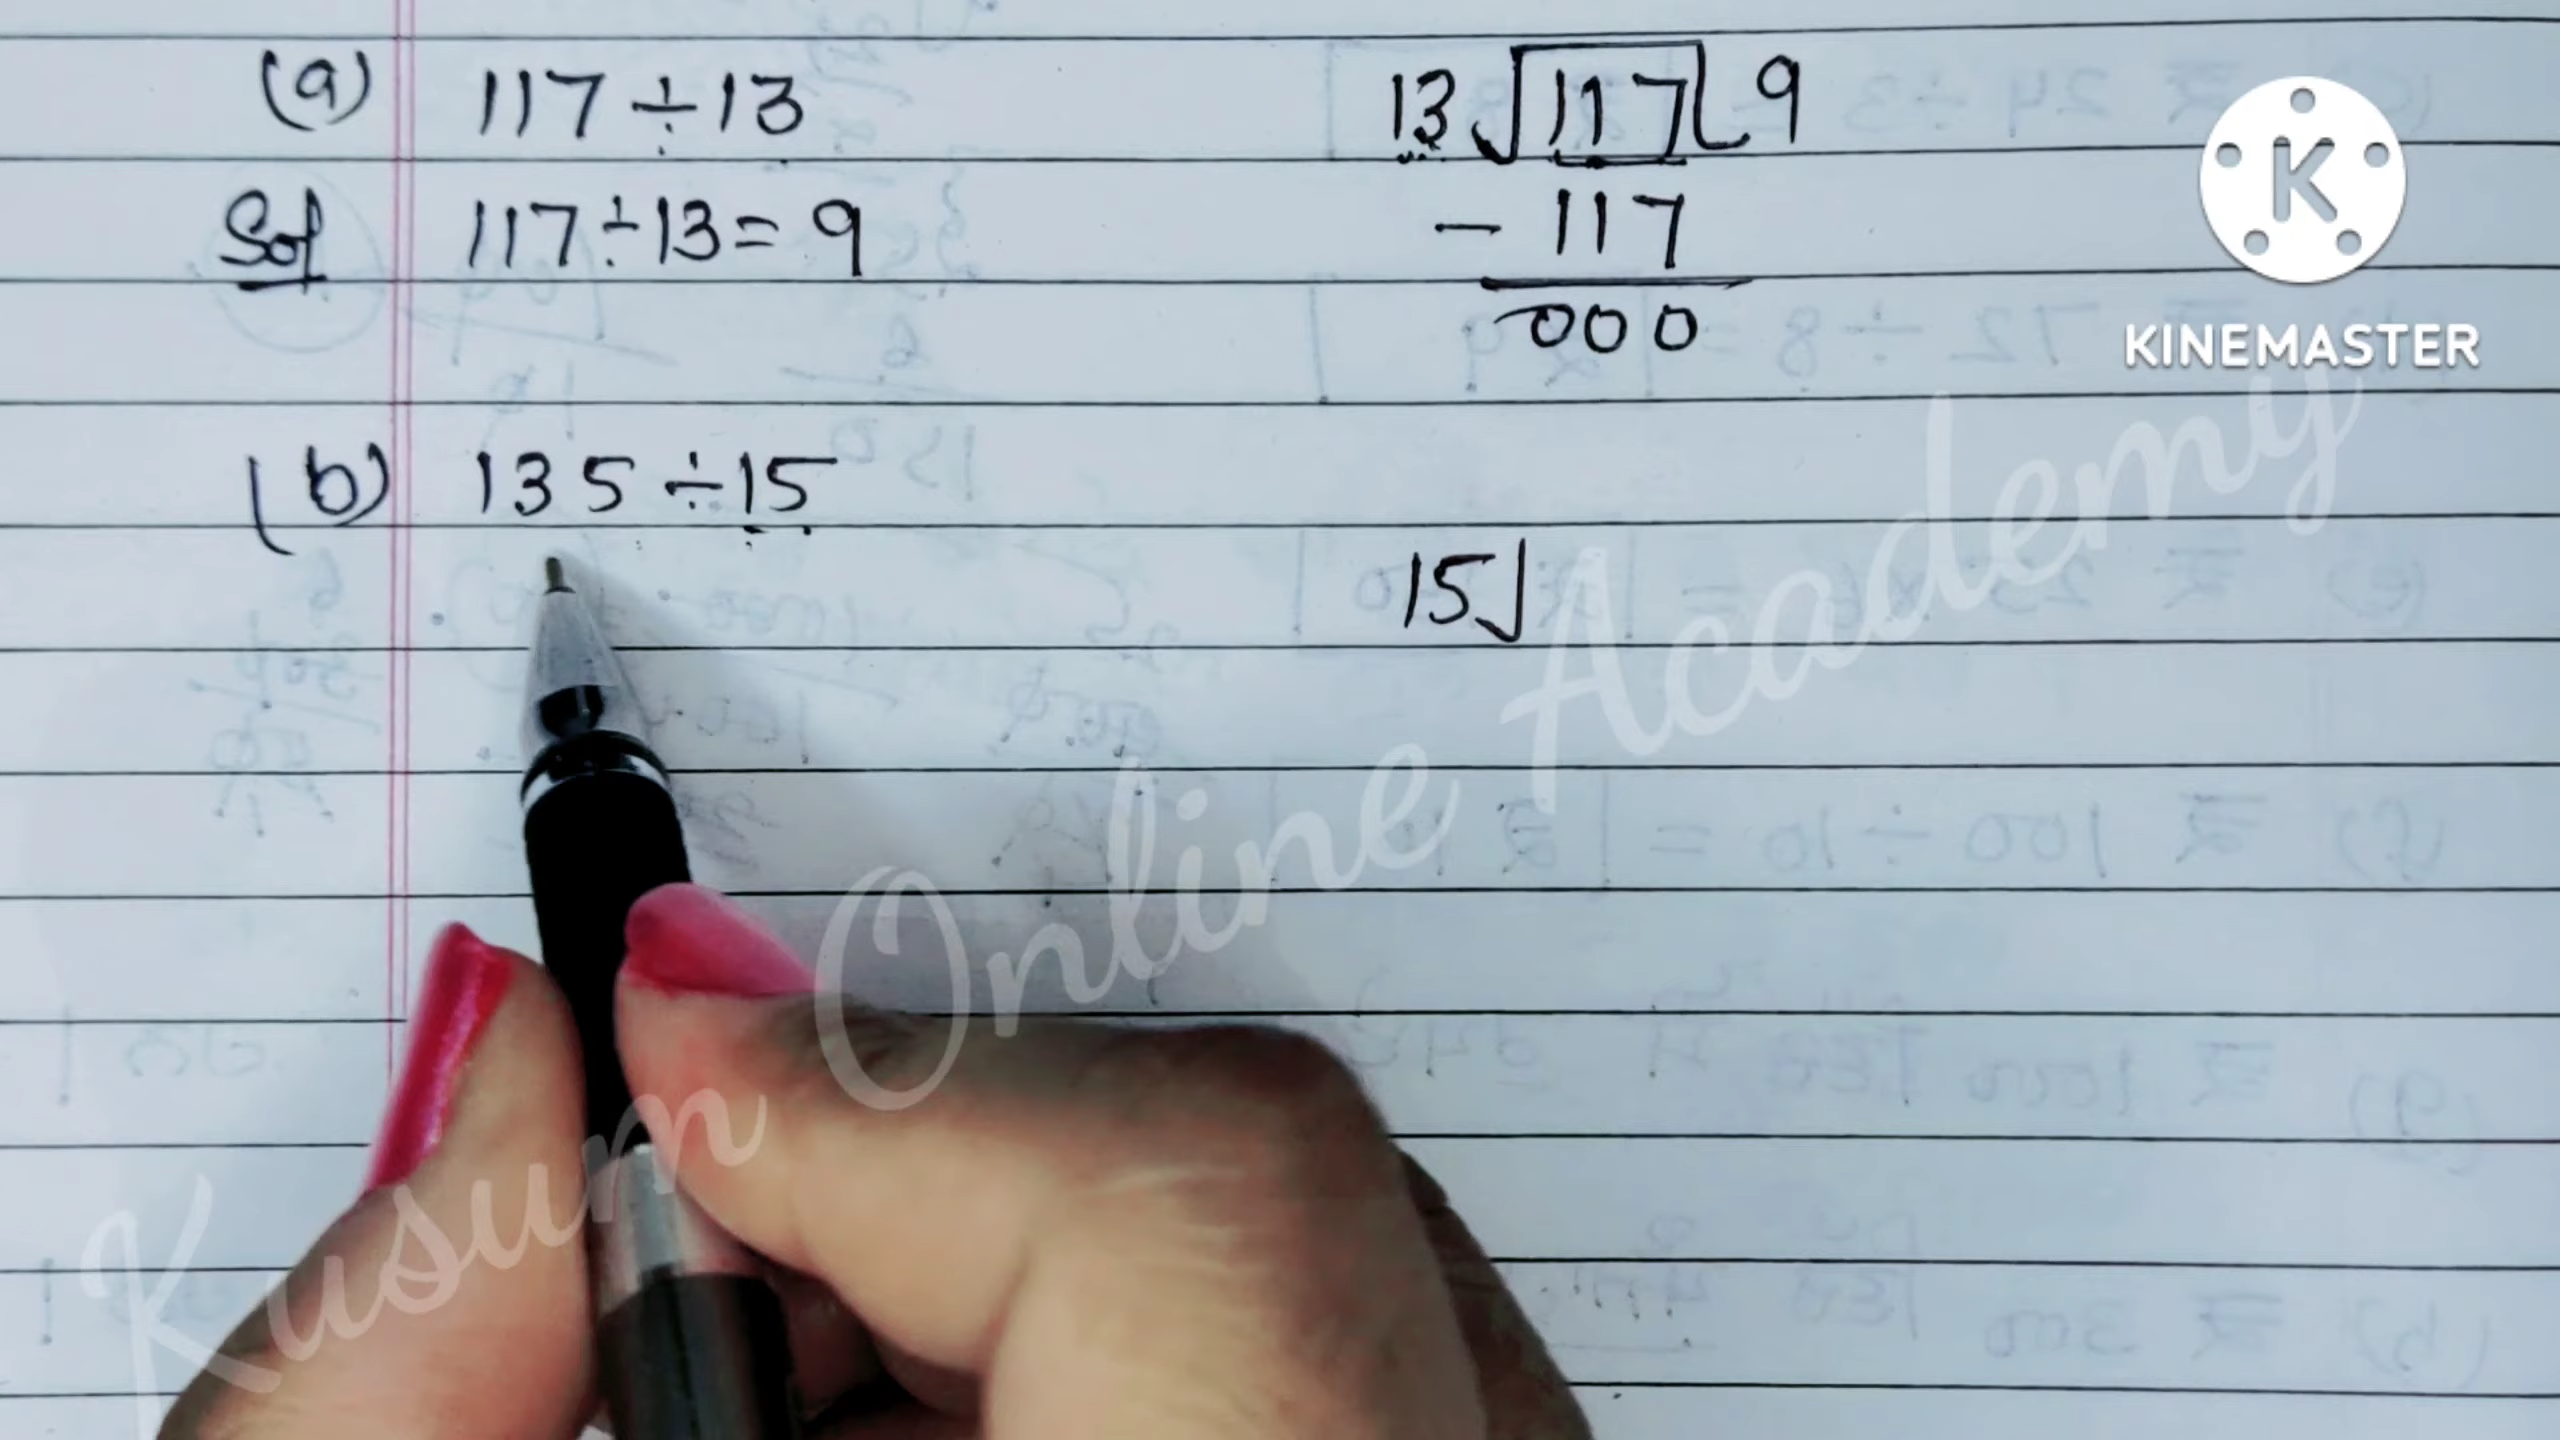 (a) 117 ÷ 13
13 117 9
Sol 117 ÷ 13 = 9
- 117
000
KINEMASTER
(b) 135 ÷ 15
15
Kusum Online Academy